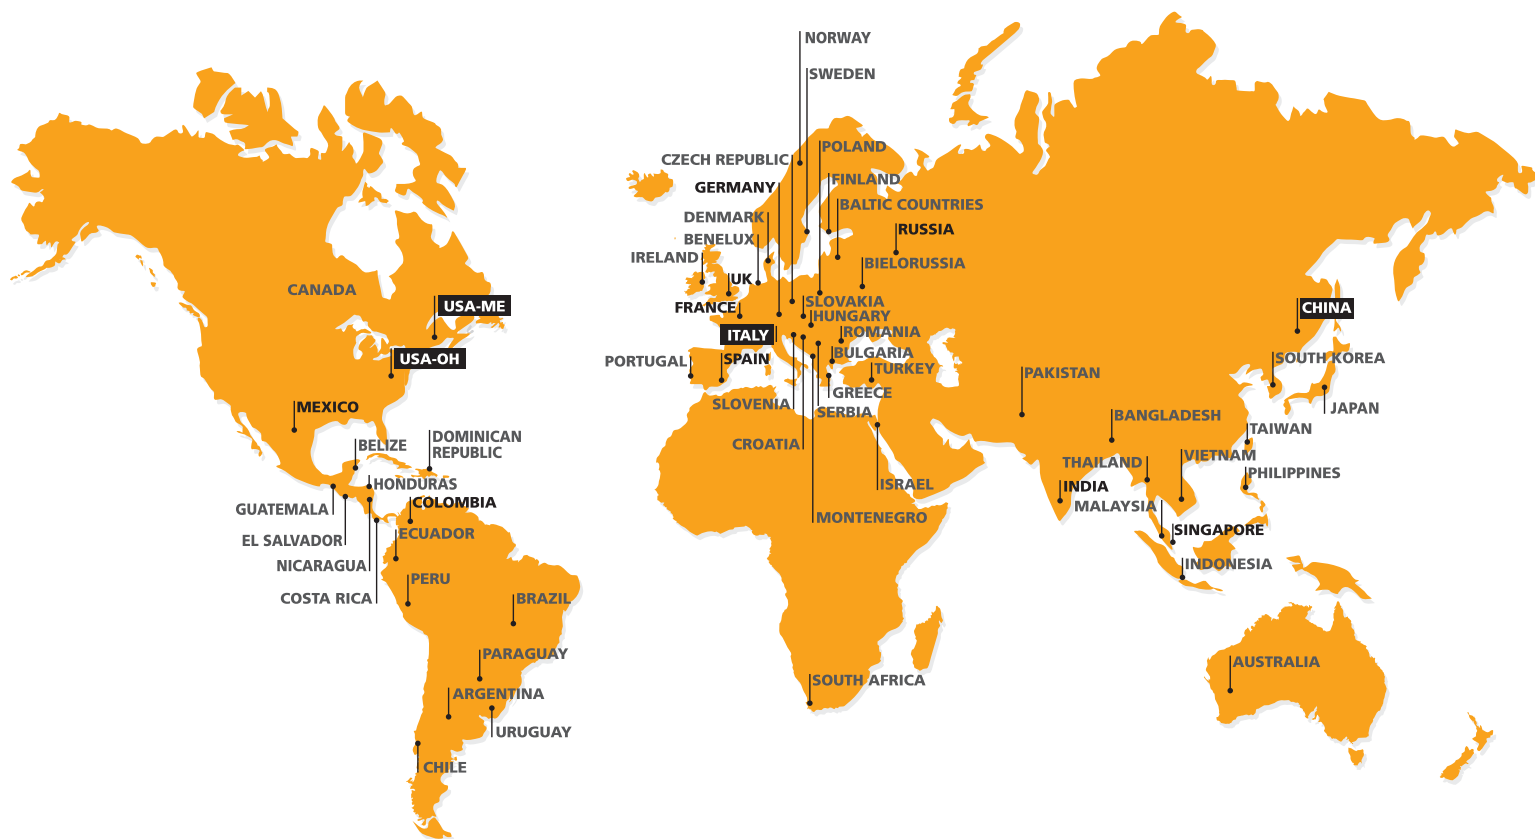 NORWAY
SWEDEN
POLAND
CZECH REPUBLIC
FINLAND
GERMANY
BALTIC COUNTRIES
DENMARK
RUSSIA
BENELUX
IRELAND
BIELORUSSIA
UK
CANADA
USA-ME
FRANCE
SLOVAKIA
CHINA
HUNGARY
ROMANIA
ITALY
BULGARIA
USA-OH
PORTUGAL
SPAIN
SOUTH KOREA
TURKEY
PAKISTAN
GREECE
SLOVENIA
SERBIA
MEXICO
JAPAN
BANGLADESH
TAIWAN
DOMINICAN
REPUBLIC
BELIZE
CROATIA
VIETNAM
THAILAND
PHILIPPINES
HONDURAS
ISRAEL
INDIA
COLOMBIA
MALAYSIA
GUATEMALA
MONTENEGRO
SINGAPORE
ECUADOR
EL SALVADOR
NICARAGUA
INDONESIA
PERU
COSTA RICA
BRAZIL
PARAGUAY
AUSTRALIA
SOUTH AFRICA
ARGENTINA
URUGUAY
CHILE